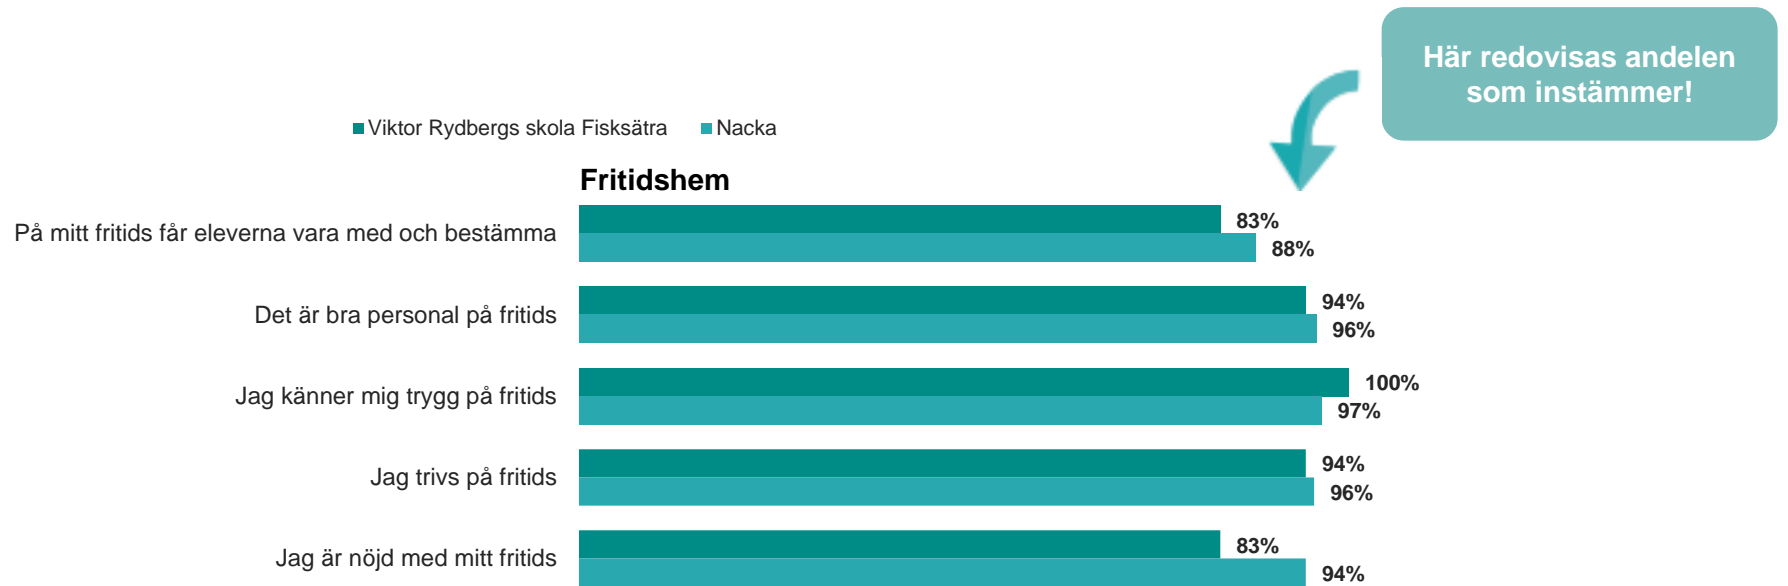 Här redovisas andelen
som instämmer!
Viktor Rydbergs skola Fisksätra
Nacka
Fritidshem
På mitt fritids får eleverna vara med och bestämma
83%
88%
Det är bra personal på fritids
94%
96%
Jag känner mig trygg på fritids
100%
97%
Jag trivs på fritids
94%
96%
Jag är nöjd med mitt fritids
83%
94%